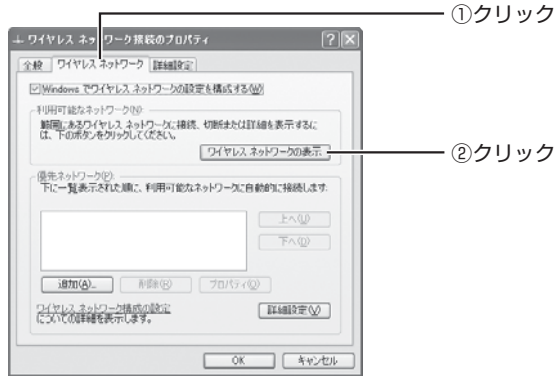 ①クリック
ワイヤレス ネットワーク接続のプロパティ
全般 ワイヤレス ネットワーク 詳細設定
Windows でワイヤレス ネットワークの設定を構成する(W)
利用可能なネットワーク(N):
範囲にあるワイヤレス ネットワークに接続、切断または詳細を表示するに
は、下のボタンをクリックしてください。
ワイヤレス ネットワークの表示
②クリック
優先ネットワーク(P):
下に一覧表示された順に、利用可能なネットワークに自動的に接続します:
上へ(U)
下へ(D)
追加(A)... 削除(R) プロパティ(O)
ワイヤレス ネットワーク構成の設定
についての詳細を表示します。
詳細設定(V)
OK キャンセル